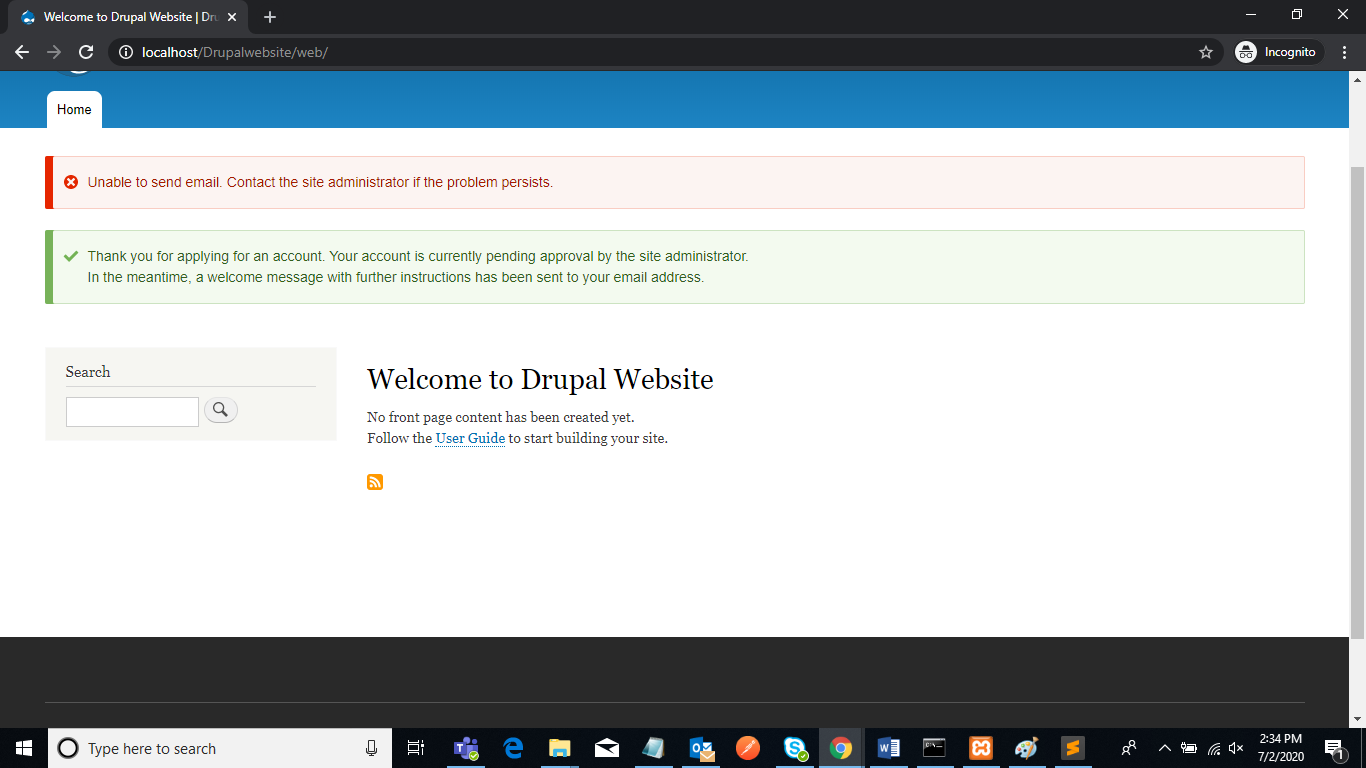 Welcome to Drupal Website | Dru
localhost/Drupalwebsite/web/
Incognito
Home
Unable to send email. Contact the site administrator if the problem persists.
Thank you for applying for an account. Your account is currently pending approval by the site administrator.
In the meantime, a welcome message with further instructions has been sent to your email address.
Search
Welcome to Drupal Website
No front page content has been created yet.
Follow the User Guide to start building your site.
Type here to search
2:34 PM
7/2/2020
1